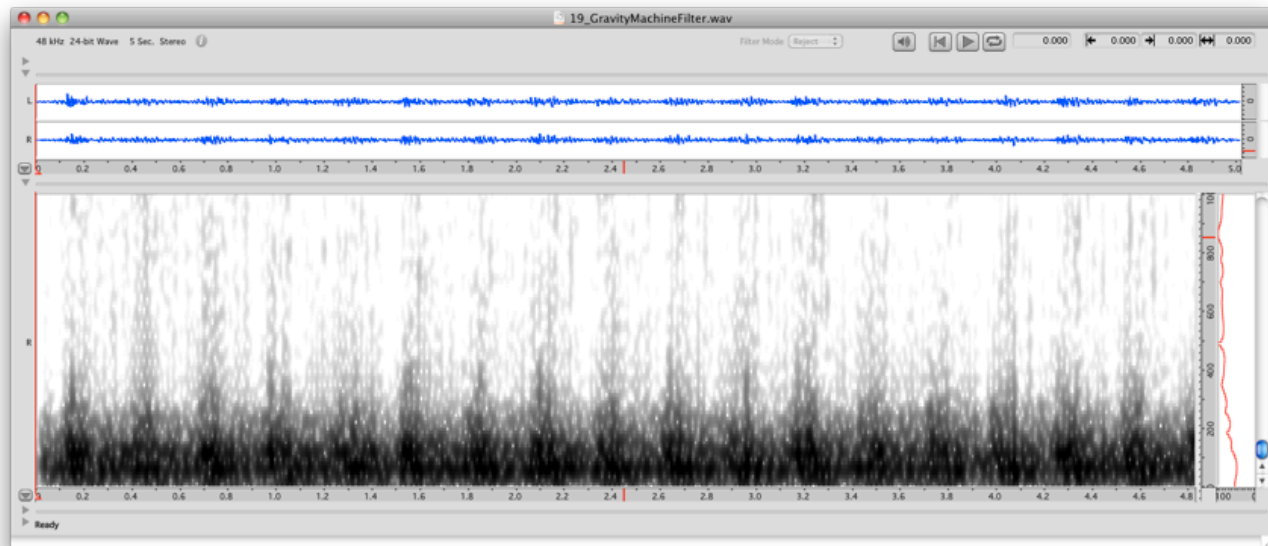 19_GravityMachineFilter.wav
48 kHz 24-bit Wave 5 Sec. Stereo
Filter Mode Reject 0.000 0.000 0.000 0.000
L
R
0.2 0.4 0.6 0.8 1.0 1.2 1.4 1.6 1.8 2.0 2.2 2.4 2.6 2.8 3.0 3.2 3.4 3.6 3.8 4.0 4.2 4.4 4.6 4.8 5.0
800
600
R
400
200
0.2 0.4 0.6 0.8 1.0 1.2 1.4 1.6 1.8 2.0 2.2 2.4 2.6 2.8 3.0 3.2 3.4 3.6 3.8 4.0 4.2 4.4 4.6 4.8
Ready